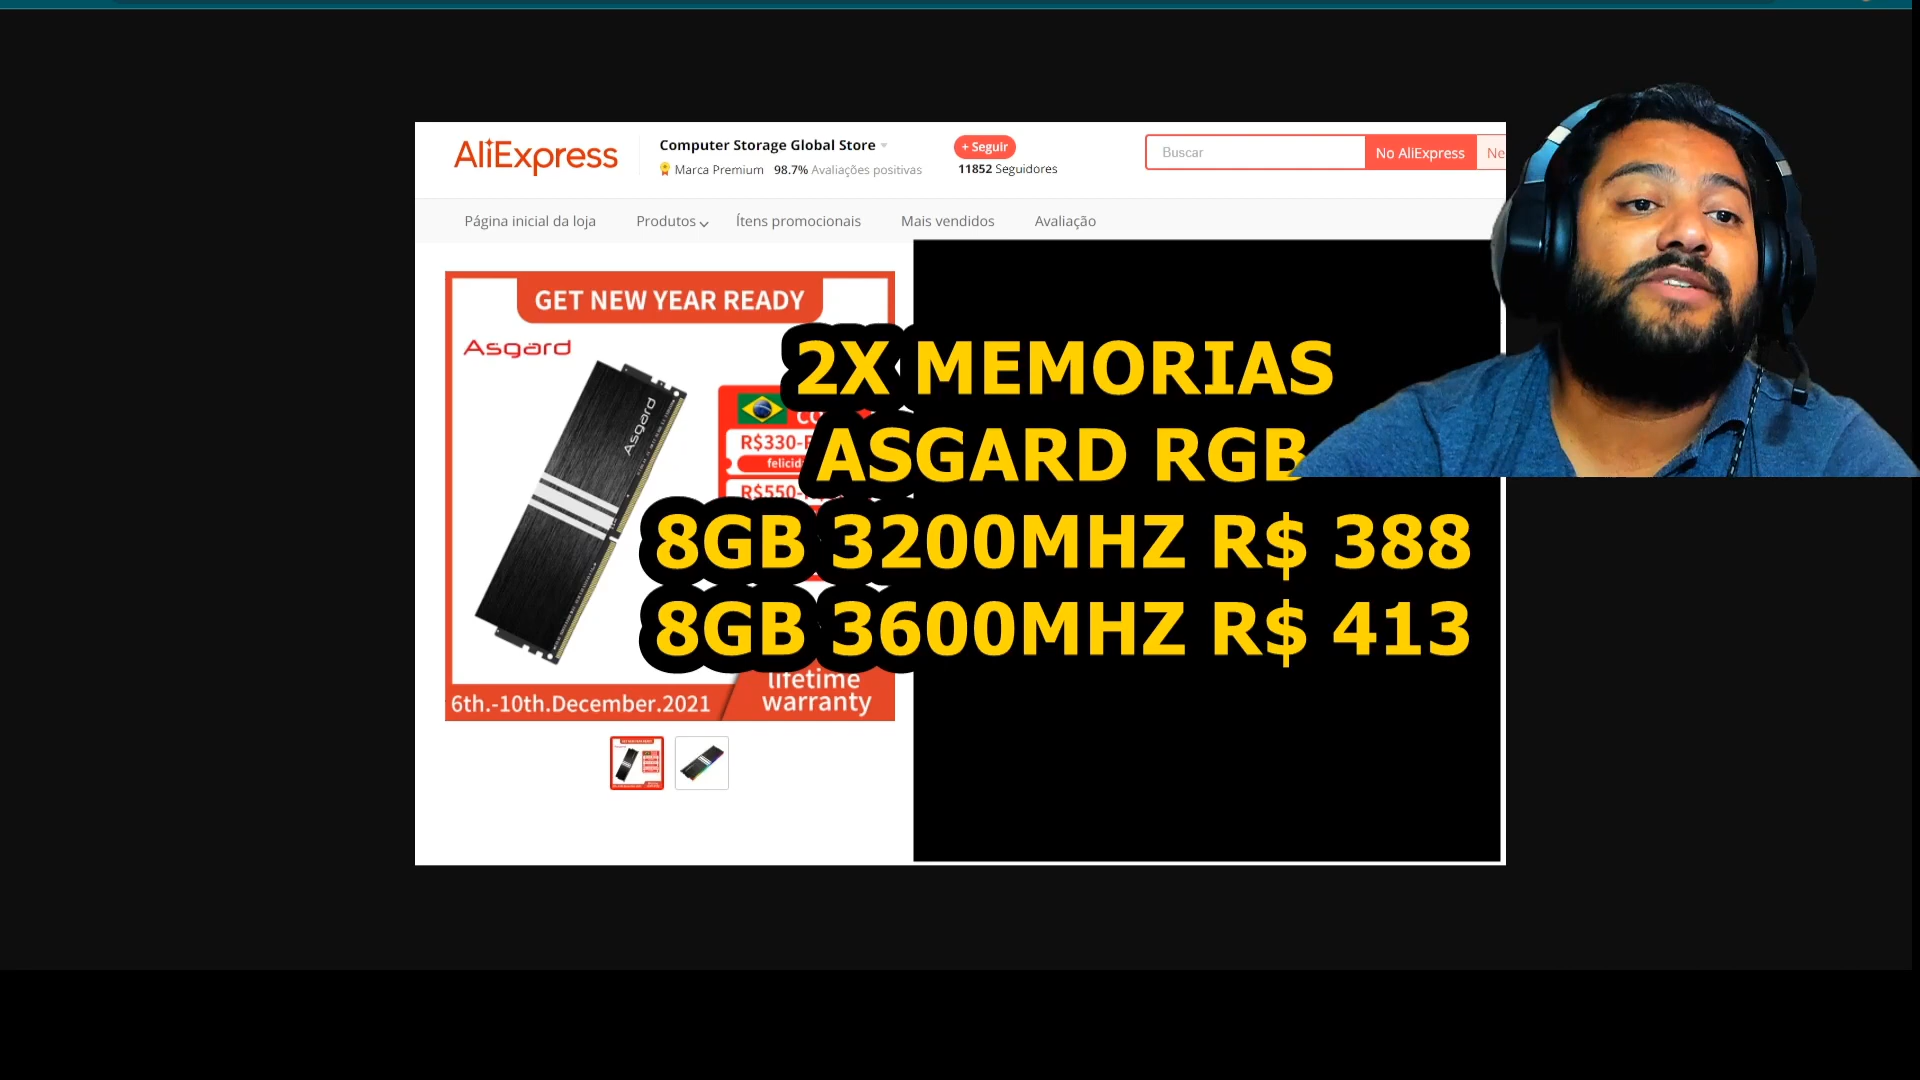 AliExpress
Computer Storage Global Store
Marca Premium 98.7% Avaliações positivas
+ Seguir
11852 Seguidores
Buscar
No AliExpress
Página inicial da loja
Produtos
Ítens promocionais
Mais vendidos
Avaliação
GET NEW YEAR READY
Asgard
Asgard
R$330-
R$550-
2X MEMORIAS
ASGARD RGB
8GB 3200MHZ R$ 388
8GB 3600MHZ R$ 413
lifetime
warranty
6th.-10th.December.2021